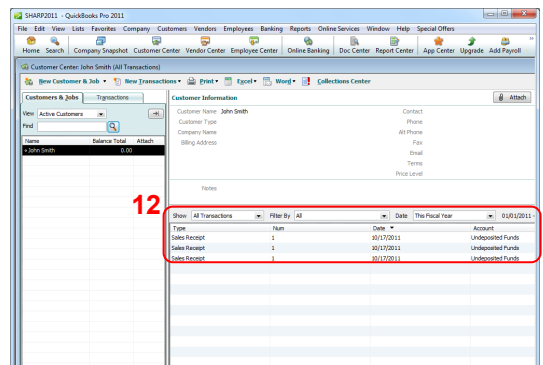 SHARP2011 - QuickBooks Pro 2011
File Edit View Lists Favorites Company Customers Vendors Employees Banking Reports Online Services Window Help Special Offers
Home Search Company Snapshot Customer Center Vendor Center Employee Center Online Banking Doc Center Report Center App Center Upgrade Add Payroll
Customer Center: John Smith (All Transactions)
New Customer & Job New Transactions Print Excel Word Collections Center
Customers & Jobs Transactions
View Active Customers
Find
Name Balance Total Attach
John Smith 0.00
Customer Information Attach
Customer Name John Smith Contact
Customer Type Phone
Company Name Alt Phone
Billing Address Fax
Email
Terms
Price Level
Notes
12
Show All Transactions Filter By All Date This Fiscal Year 01/01/2011 -
Type Num Date Account
Sales Receipt 1 10/17/2011 Undeposited Funds
Sales Receipt 1 10/17/2011 Undeposited Funds
Sales Receipt 1 10/17/2011 Undeposited Funds